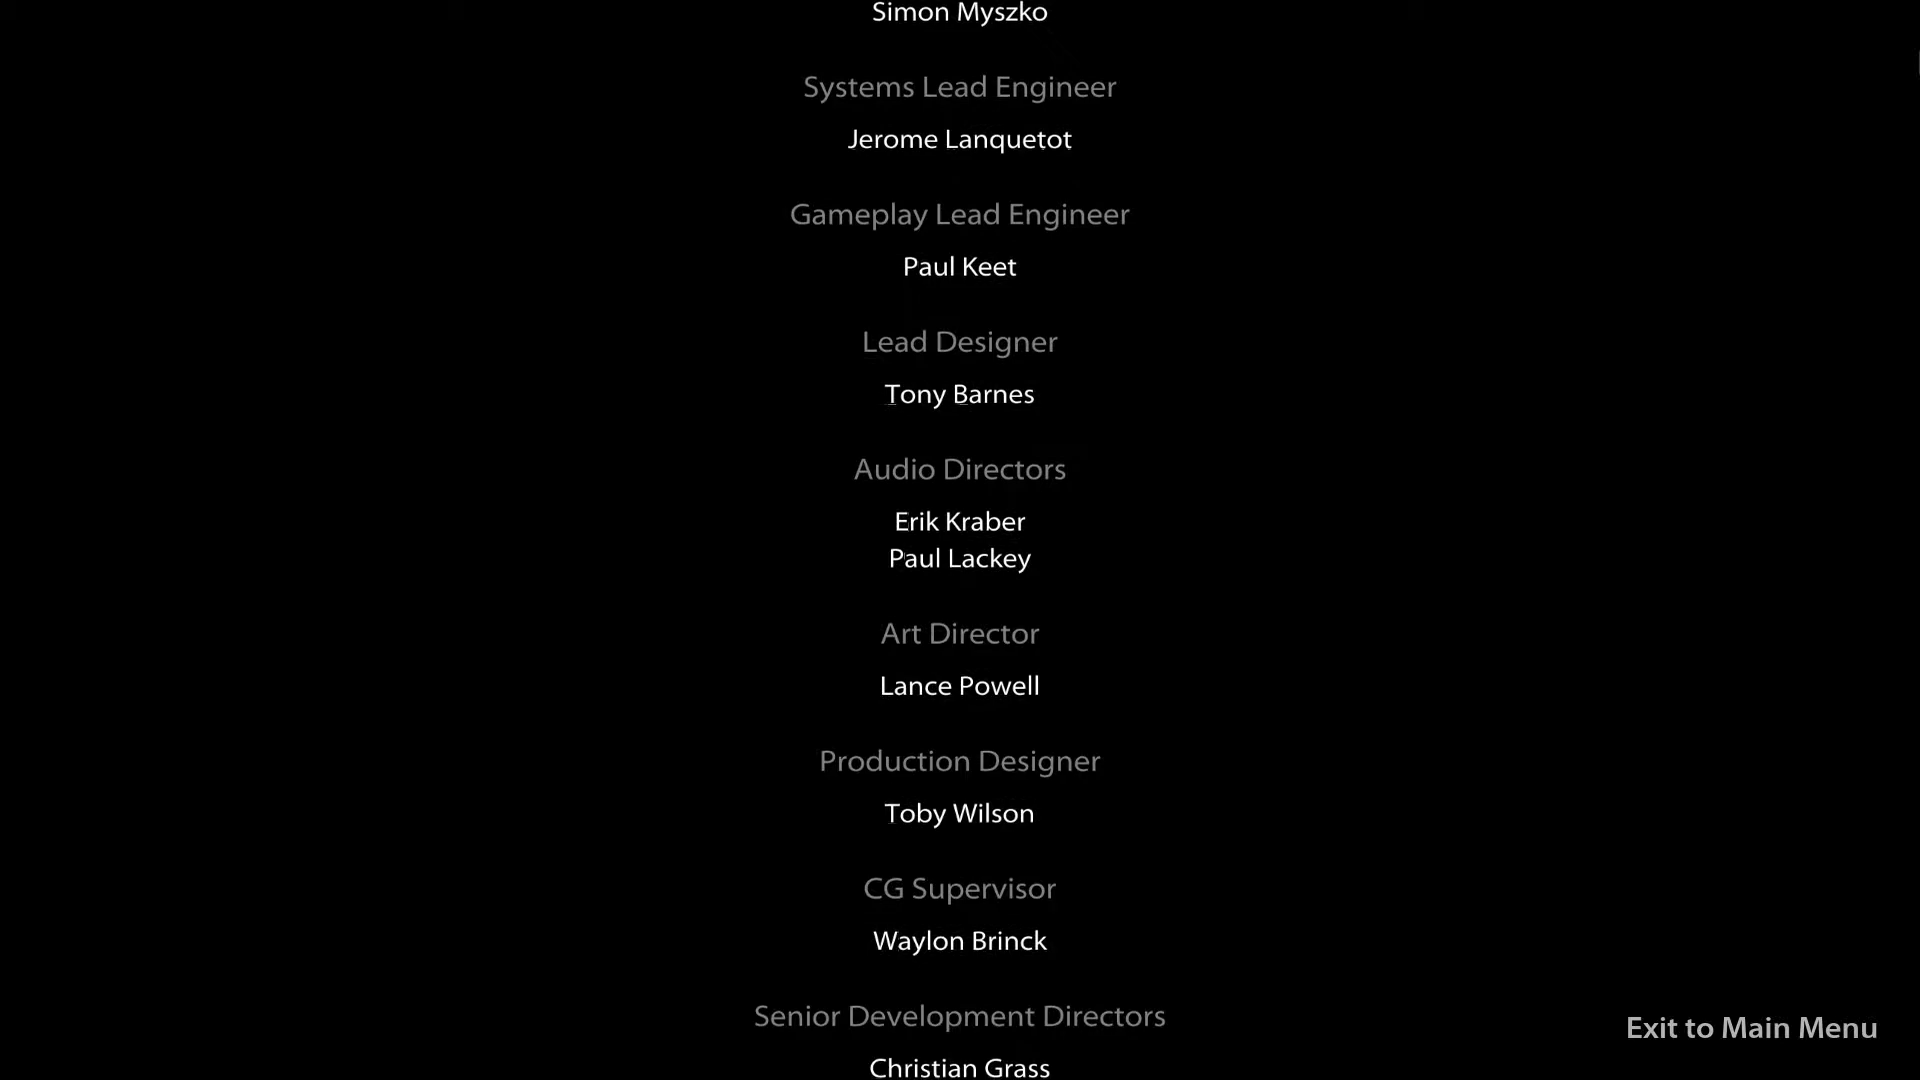 Simon Myszko
Systems Lead Engineer
Jerome Lanquetot
Gameplay Lead Engineer
Paul Keet
Lead Designer
Tony Barnes
Audio Directors
Erik Kraber
Paul Lackey
Art Director
Lance Powell
Production Designer
Toby Wilson
CG Supervisor
Waylon Brinck
Senior Development Directors
Christian Grass
Exit to Main Menu